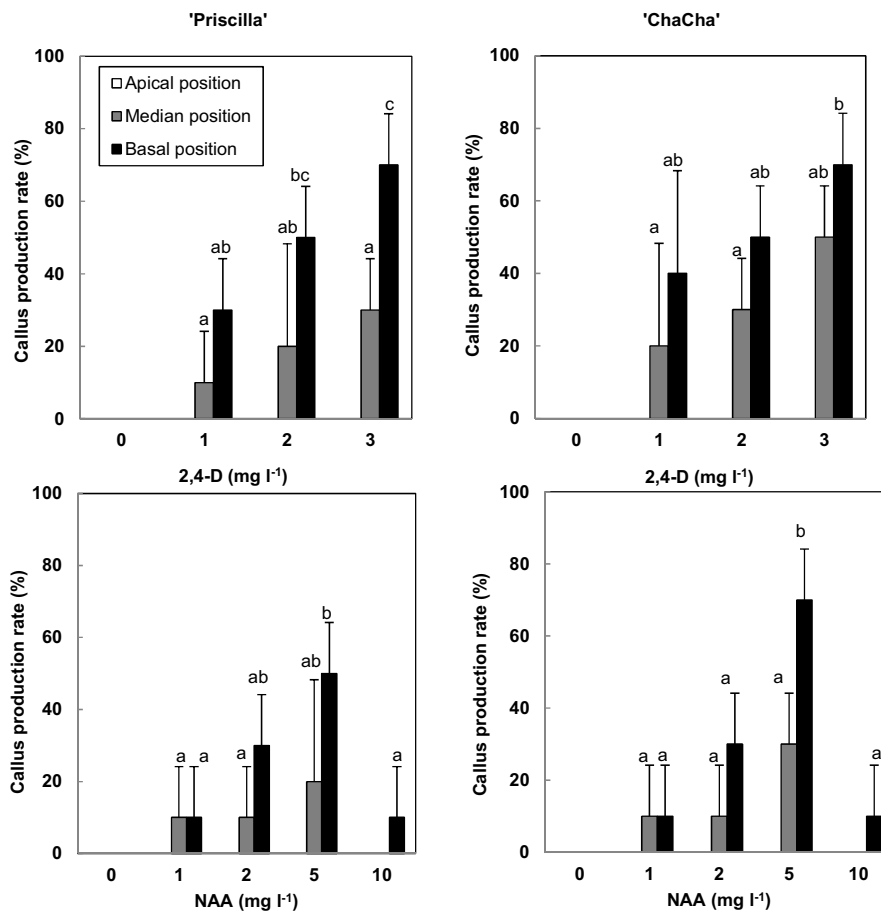 'Priscilla'
'ChaCha'
100
80
60
40
20
0
Callus production rate (%)
Apical position
Median position
Basal position
a
ab
ab
bc
a
c
0
1
2
3
2,4-D (mg l⁻¹)
100
80
60
40
20
0
Callus production rate (%)
a
ab
a
ab
ab
b
0
1
2
3
2,4-D (mg l⁻¹)
100
80
60
40
20
0
Callus production rate (%)
a
a
a
ab
ab
b
a
0
1
2
5
10
NAA (mg l⁻¹)
100
80
60
40
20
0
Callus production rate (%)
a
a
a
a
a
b
a
0
1
2
5
10
NAA (mg l⁻¹)